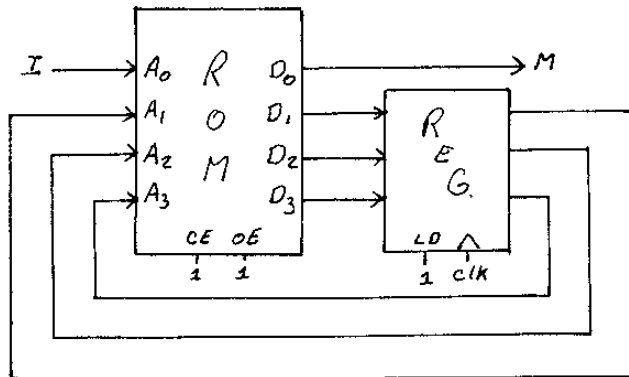 I A₀ R D₀ M
A₁ O D₁ R
A₂ M D₂ E
A₃ D₃ G.
CE OE LD
1 1 1 CLK